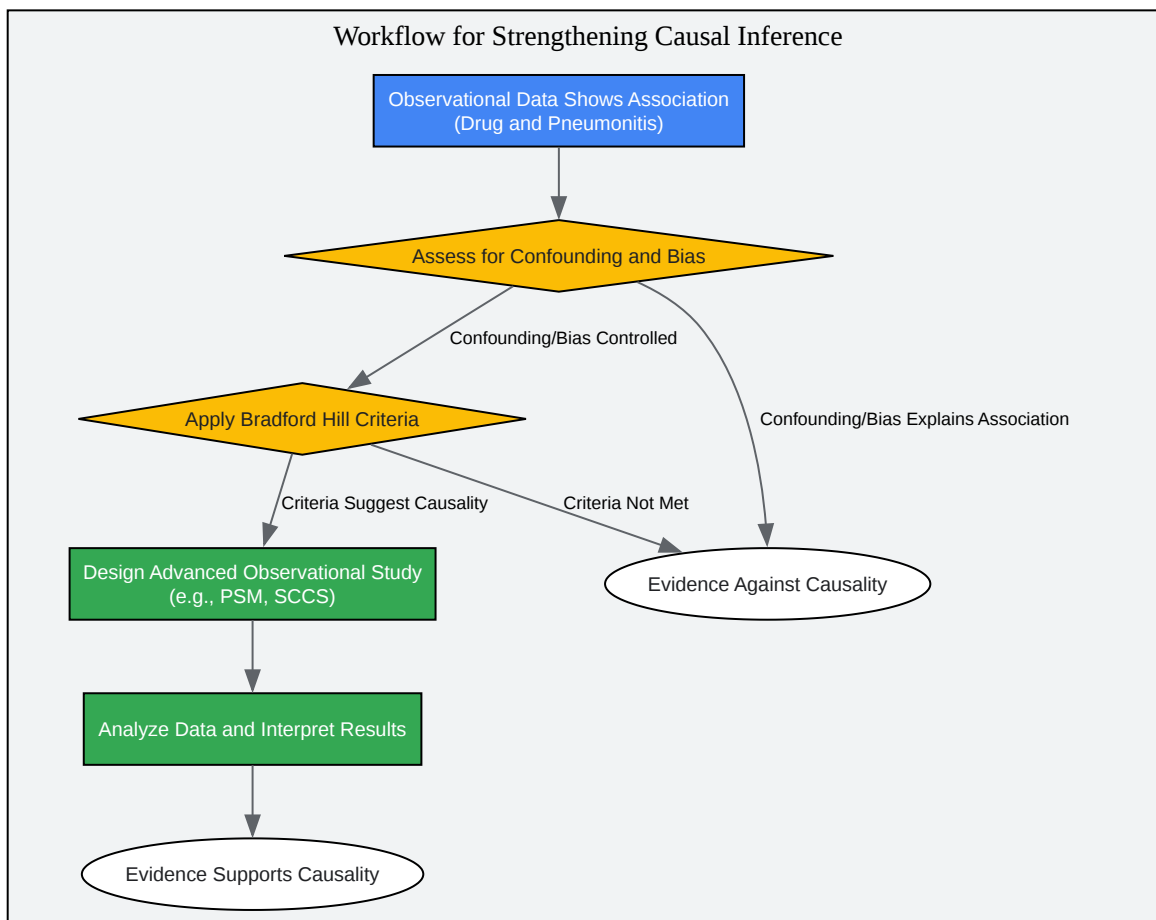 Workflow for Strengthening Causal Inference
Observational Data Shows Association
(Drug and Pneumonitis)
Assess for Confounding and Bias
Confounding/Bias Controlled
Apply Bradford Hill Criteria
Confounding/Bias Explains Association
Criteria Suggest Causality
Criteria Not Met
Design Advanced Observational Study
(e.g., PSM, SCCS)
Evidence Against Causality
Analyze Data and Interpret Results
Evidence Supports Causality